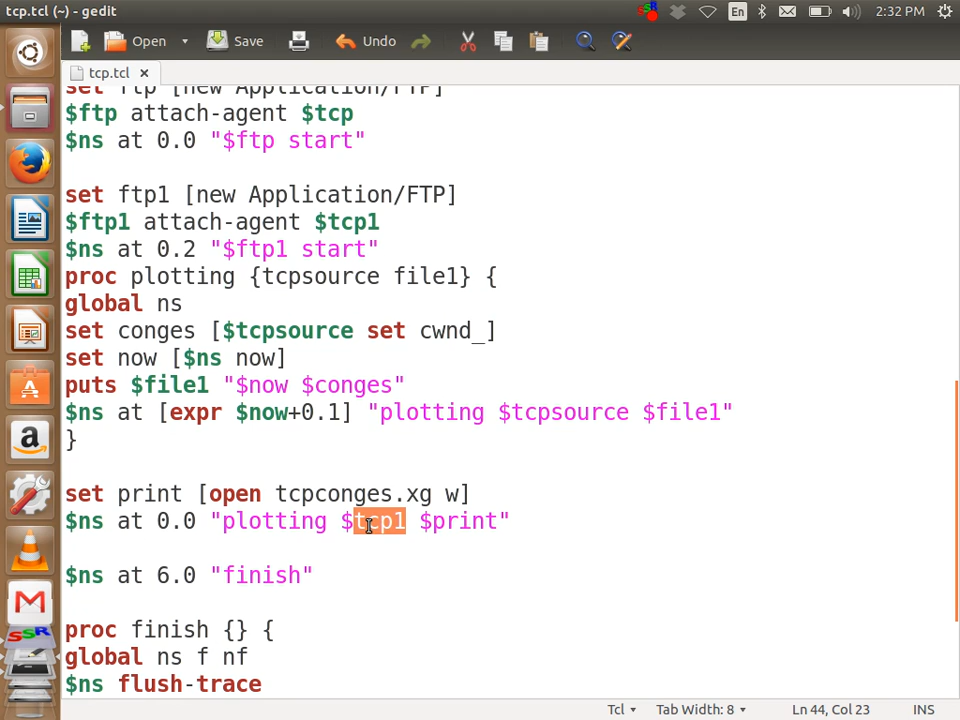 tcp.tcl (~) - gedit
En
2:32 PM
Open
Save
Undo
tcp.tcl
set ftp [new Application/FTP]
$ftp attach-agent $tcp
$ns at 0.0 "$ftp start"
set ftp1 [new Application/FTP]
$ftp1 attach-agent $tcp1
$ns at 0.2 "$ftp1 start"
proc plotting {tcpsource file1} {
global ns
set conges [$tcpsource set cwnd_]
set now [$ns now]
puts $file1 "$now $conges"
$ns at [expr $now+0.1] "plotting $tcpsource $file1"
}
set print [open tcpconges.xg w]
$ns at 0.0 "plotting $tcp1 $print"
$ns at 6.0 "finish"
proc finish {} {
global ns f nf
$ns flush-trace
Tcl
Tab Width: 8
Ln 44, Col 23
INS